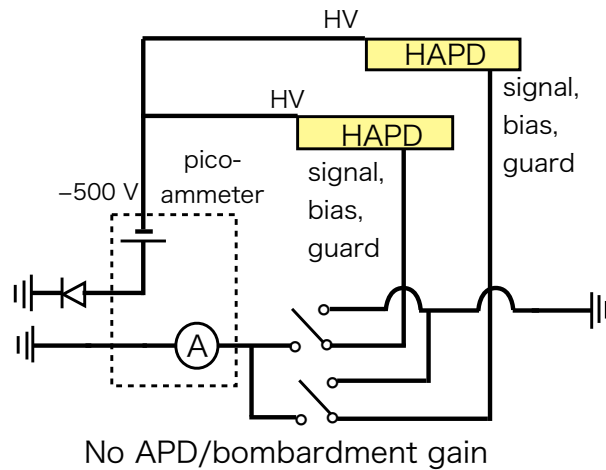 HV
HAPD
signal,
bias,
guard
HV
HAPD
signal,
bias,
guard
pico-
ammeter
–500 V
A
No APD/bombardment gain